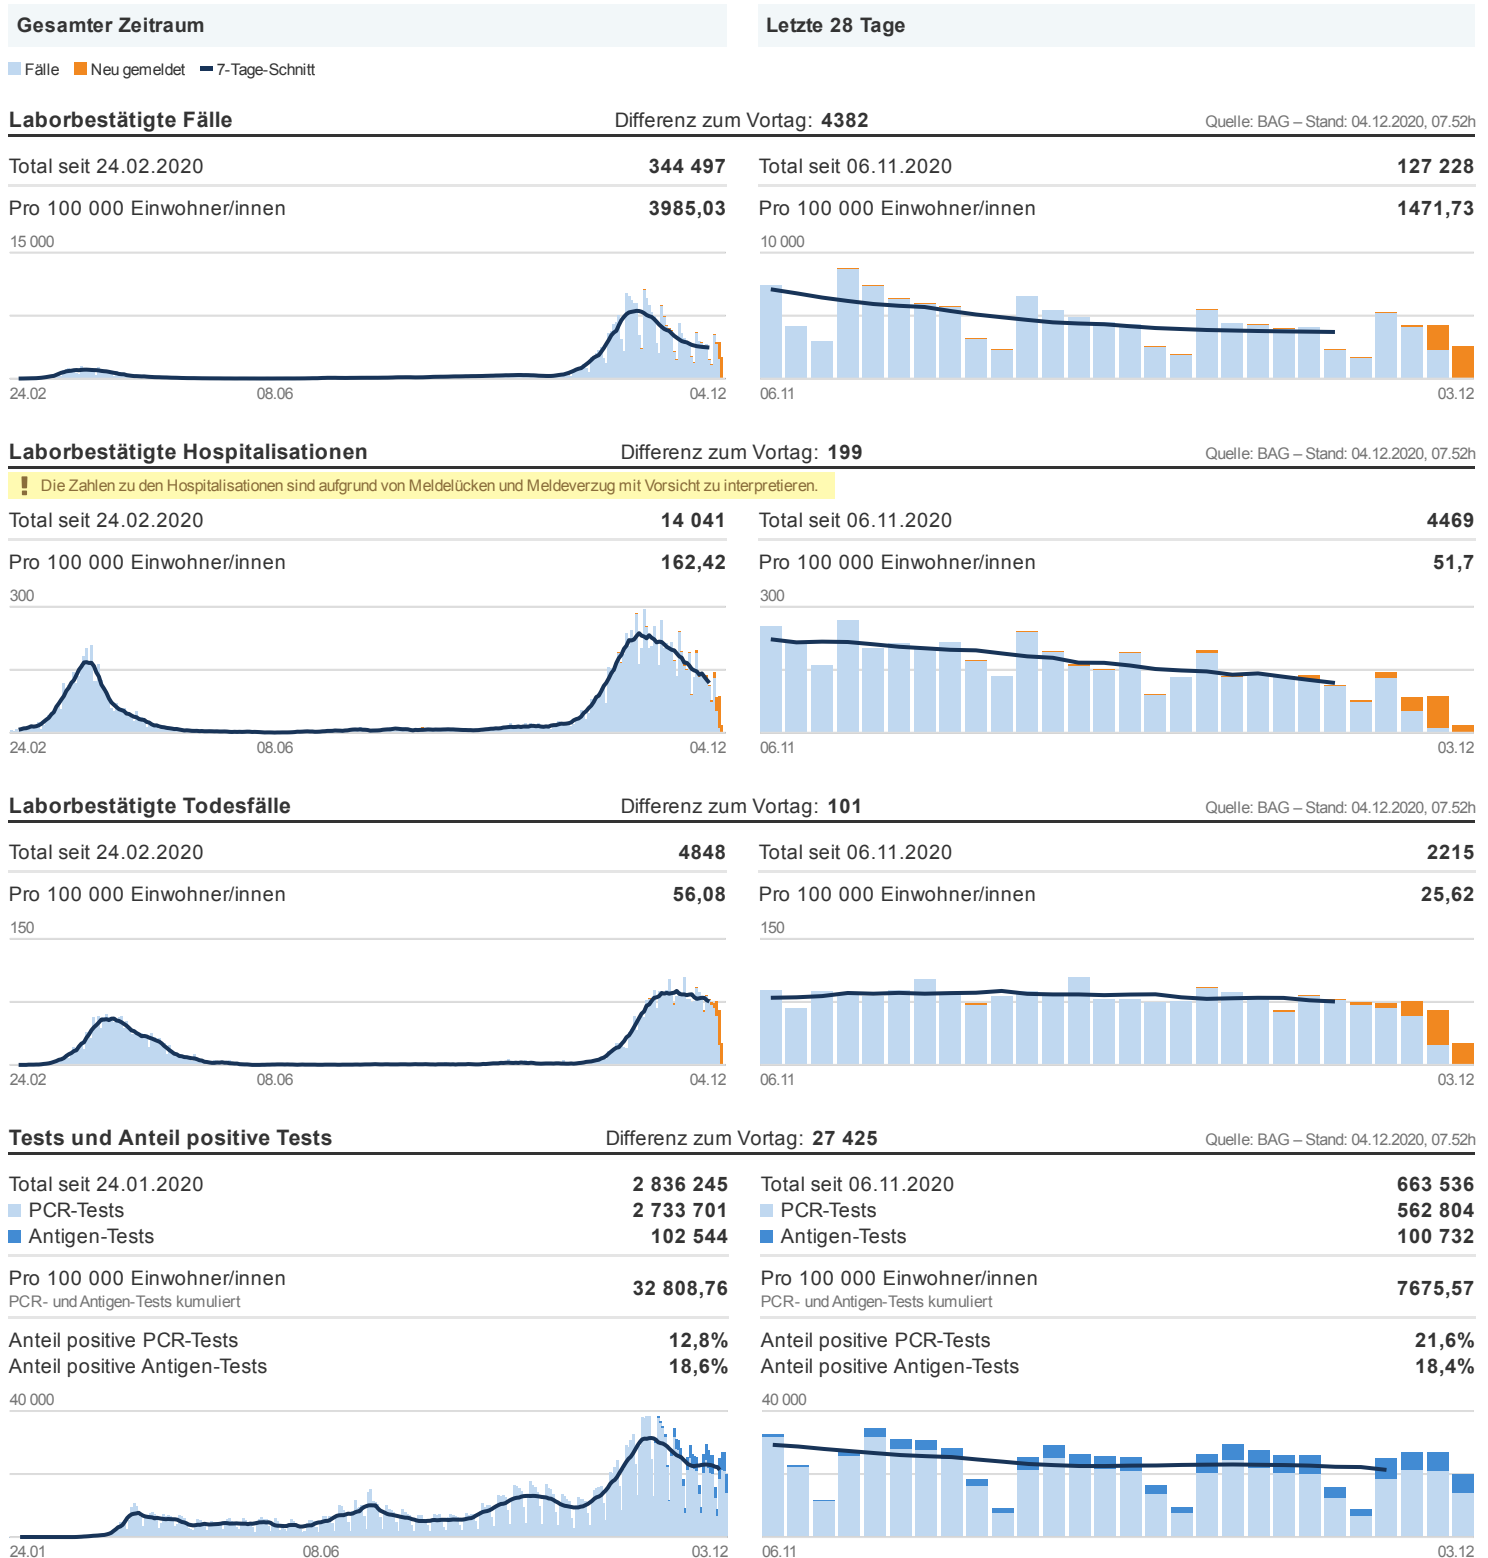 Gesamter Zeitraum
Letzte 28 Tage
Fälle Neu gemeldet 7-Tage-Schnitt
Laborbestätigte Fälle Differenz zum Vortag: 4382 Quelle: BAG – Stand: 04.12.2020, 07.52h
Total seit 24.02.2020 344 497
Pro 100 000 Einwohner/innen 3985,03
15 000
24.02 08.06 04.12
Total seit 06.11.2020 127 228
Pro 100 000 Einwohner/innen 1471,73
10 000
06.11 03.12
Laborbestätigte Hospitalisationen Differenz zum Vortag: 199 Quelle: BAG – Stand: 04.12.2020, 07.52h
! Die Zahlen zu den Hospitalisationen sind aufgrund von Meldelücken und Meldeverzug mit Vorsicht zu interpretieren.
Total seit 24.02.2020 14 041
Pro 100 000 Einwohner/innen 162,42
300
24.02 08.06 04.12
Total seit 06.11.2020 4469
Pro 100 000 Einwohner/innen 51,7
300
06.11 03.12
Laborbestätigte Todesfälle Differenz zum Vortag: 101 Quelle: BAG – Stand: 04.12.2020, 07.52h
Total seit 24.02.2020 4848
Pro 100 000 Einwohner/innen 56,08
150
24.02 08.06 04.12
Total seit 06.11.2020 2215
Pro 100 000 Einwohner/innen 25,62
150
06.11 03.12
Tests und Anteil positive Tests Differenz zum Vortag: 27 425 Quelle: BAG – Stand: 04.12.2020, 07.52h
Total seit 24.01.2020 2 836 245
PCR-Tests 2 733 701
Antigen-Tests 102 544
Pro 100 000 Einwohner/innen 32 808,76
PCR- und Antigen-Tests kumuliert
Anteil positive PCR-Tests 12,8%
Anteil positive Antigen-Tests 18,6%
40 000
24.01 08.06 03.12
Total seit 06.11.2020 663 536
PCR-Tests 562 804
Antigen-Tests 100 732
Pro 100 000 Einwohner/innen 7675,57
PCR- und Antigen-Tests kumuliert
Anteil positive PCR-Tests 21,6%
Anteil positive Antigen-Tests 18,4%
40 000
06.11 03.12